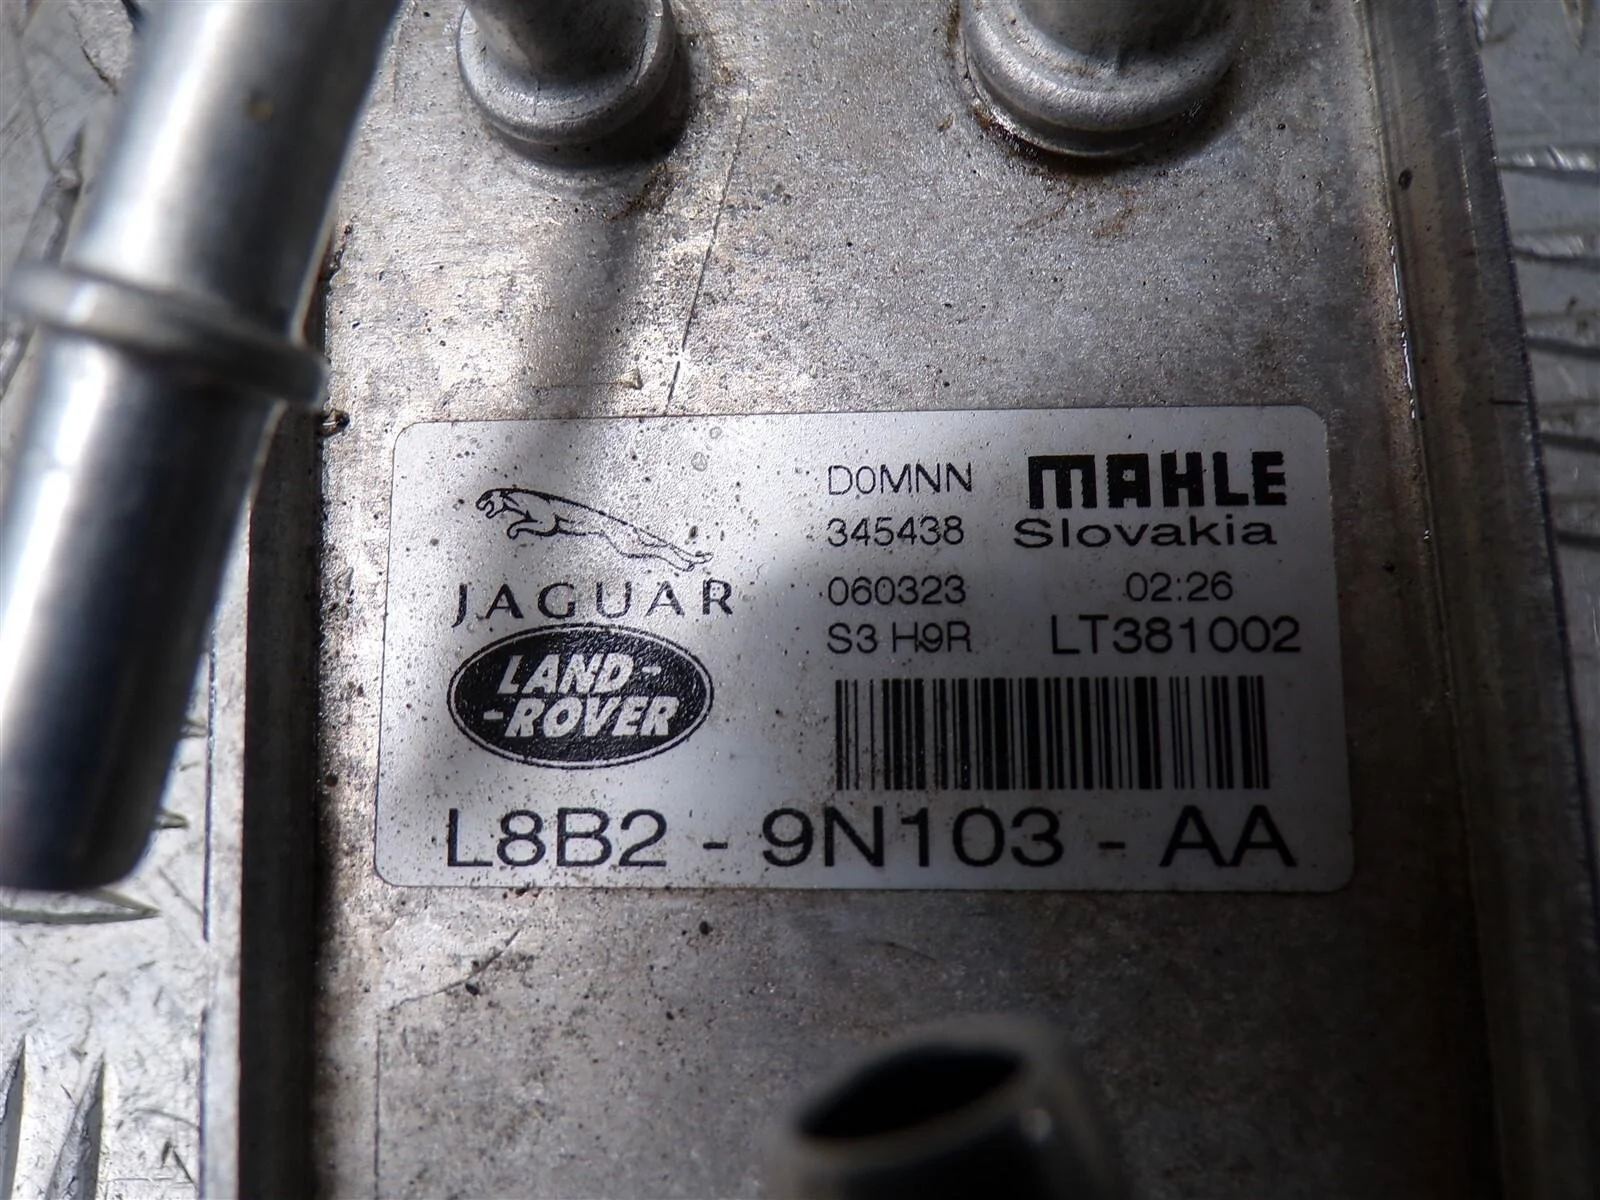 JAGUAR
LAND-
-ROVER
D0MNN
345438
060323
S3 H9R
MAHLE
Slovakia
02:26
LT381002
L8B2 - 9N103 - AA